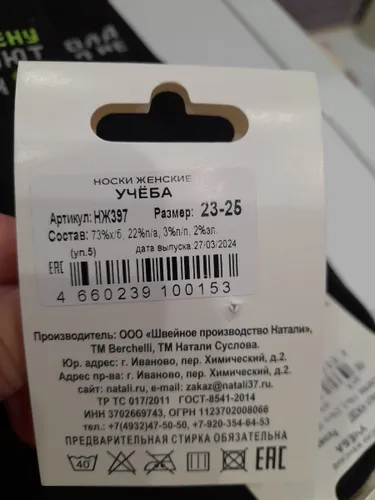 НОСКИ ЖЕНСКИЕ
УЧЁБА
Артикул: НЖ397 Размер: 23-25
Состав: 73%х/б, 22%п/а, 3%п/п, 2%эл.
(уп.5) дата выпуска 27/03/2024
EAC
4 660239 100153
Производитель: ООО «Швейное производство Натали»,
ТМ Berchelli, ТМ Натали Суслова.
Юр. адрес: г. Иваново, пер. Химический, д.2.
Адрес пр-ва: г. Иваново, пер. Химический, д.2.
сайт: natali.ru, e-mail: zakaz@natali37.ru
ТР ТС 017/2011 ГОСТ-8541-2014
ИНН 3702669743, ОГРН 1123702008066
тел.: +7(4932)47-50-50, +7-920-354-64-53
ПРЕДВАРИТЕЛЬНАЯ СТИРКА ОБЯЗАТЕЛЬНА
40 EAC